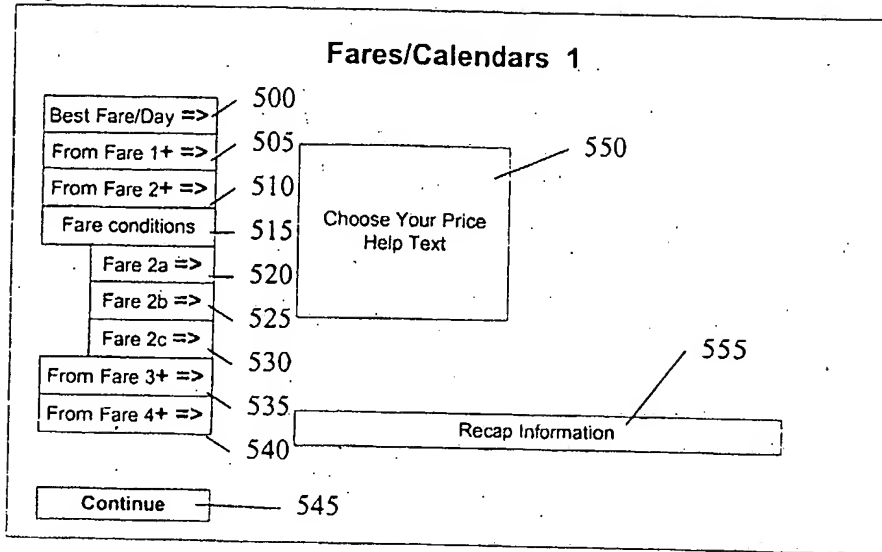 Fares/Calendars 1
Best Fare/Day => 500
From Fare 1+ => 505
From Fare 2+ => 510
Fare conditions 515
Fare 2a => 520
Fare 2b => 525
Fare 2c => 530
From Fare 3+ => 535
From Fare 4+ => 540
Continue 545
550
Choose Your Price
Help Text
555
Recap Information